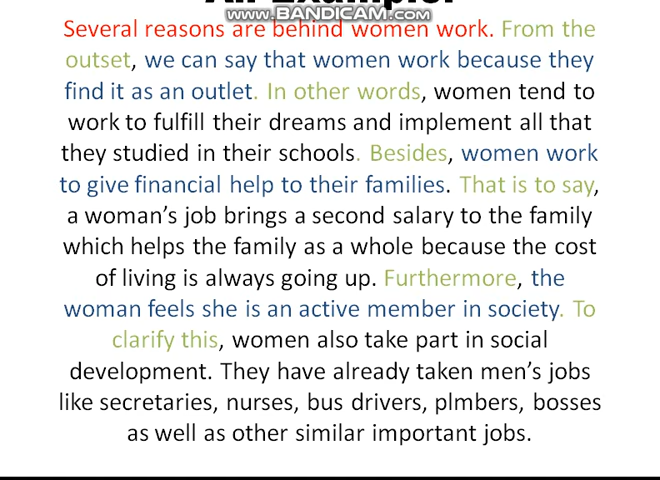 An Example:
www.BANDICAM.com
Several reasons are behind women work. From the
outset, we can say that women work because they
find it as an outlet. In other words, women tend to
work to fulfill their dreams and implement all that
they studied in their schools. Besides, women work
to give financial help to their families. That is to say,
a woman’s job brings a second salary to the family
which helps the family as a whole because the cost
of living is always going up. Furthermore, the
woman feels she is an active member in society. To
clarify this, women also take part in social
development. They have already taken men’s jobs
like secretaries, nurses, bus drivers, plmbers, bosses
as well as other similar important jobs.